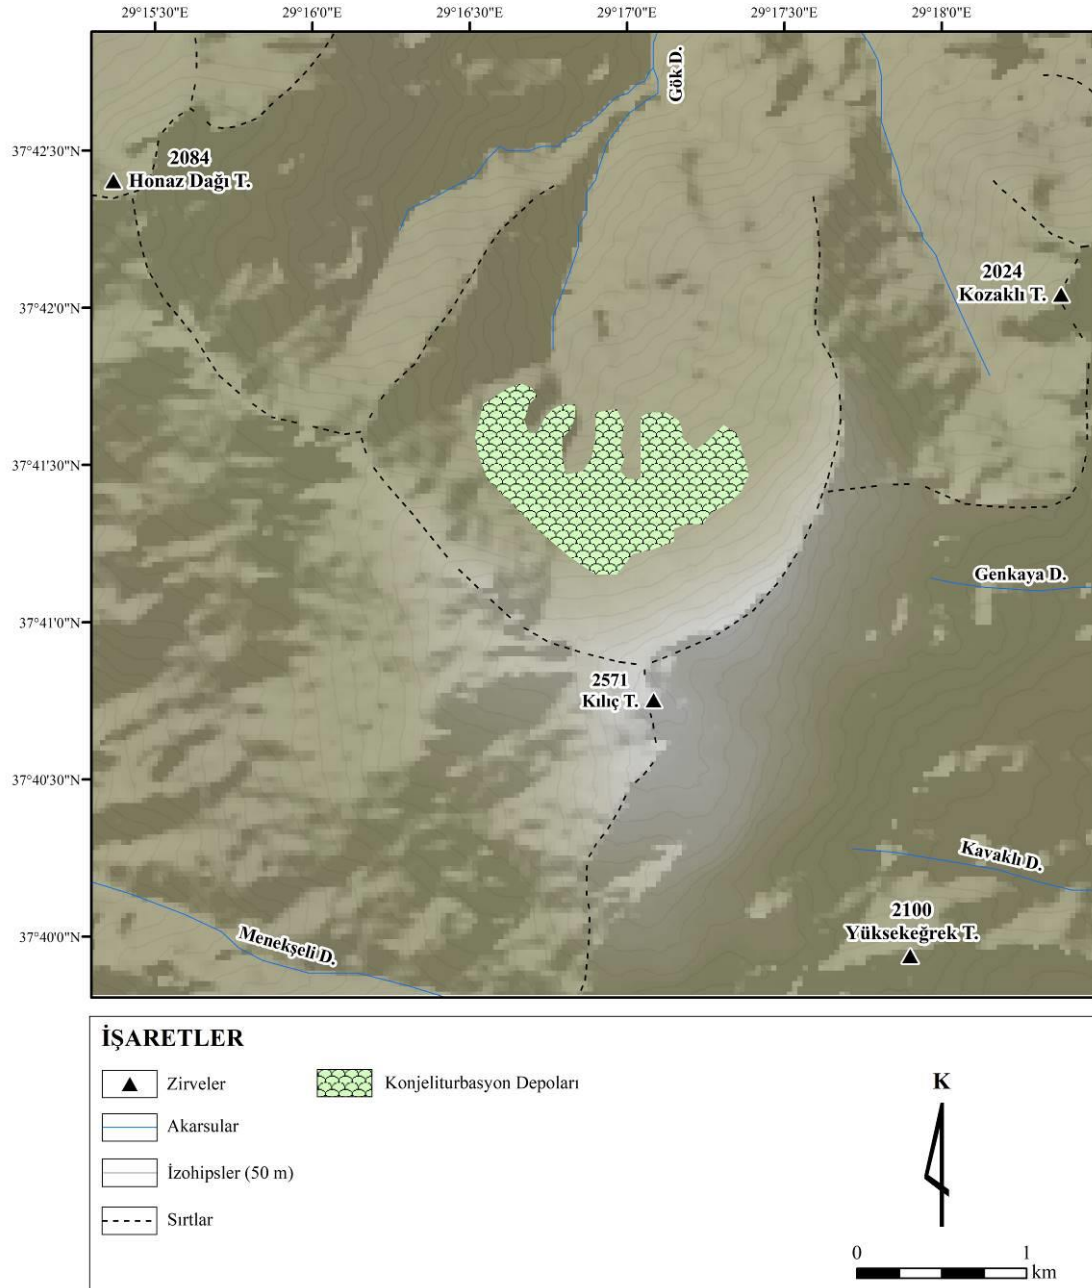 29°15'30"E 29°16'0"E 29°16'30"E 29°17'0"E 29°17'30"E 29°18'0"E
Gök D.
37°42'30"N
2084
Honaz Dağı T.
2024
Kozaklı T.
37°42'0"N
37°41'30"N
Genkaya D.
37°41'0"N
2571
Kılıç T.
37°40'30"N
Kavaklı D.
2100
Yüksekeğrek T.
37°40'0"N
Menekşeli D.
İŞARETLER
Zirveler
Konjeliturbasyon Depoları
Akarsular
İzohipsler (50 m)
Sırtlar
K
0 1
km